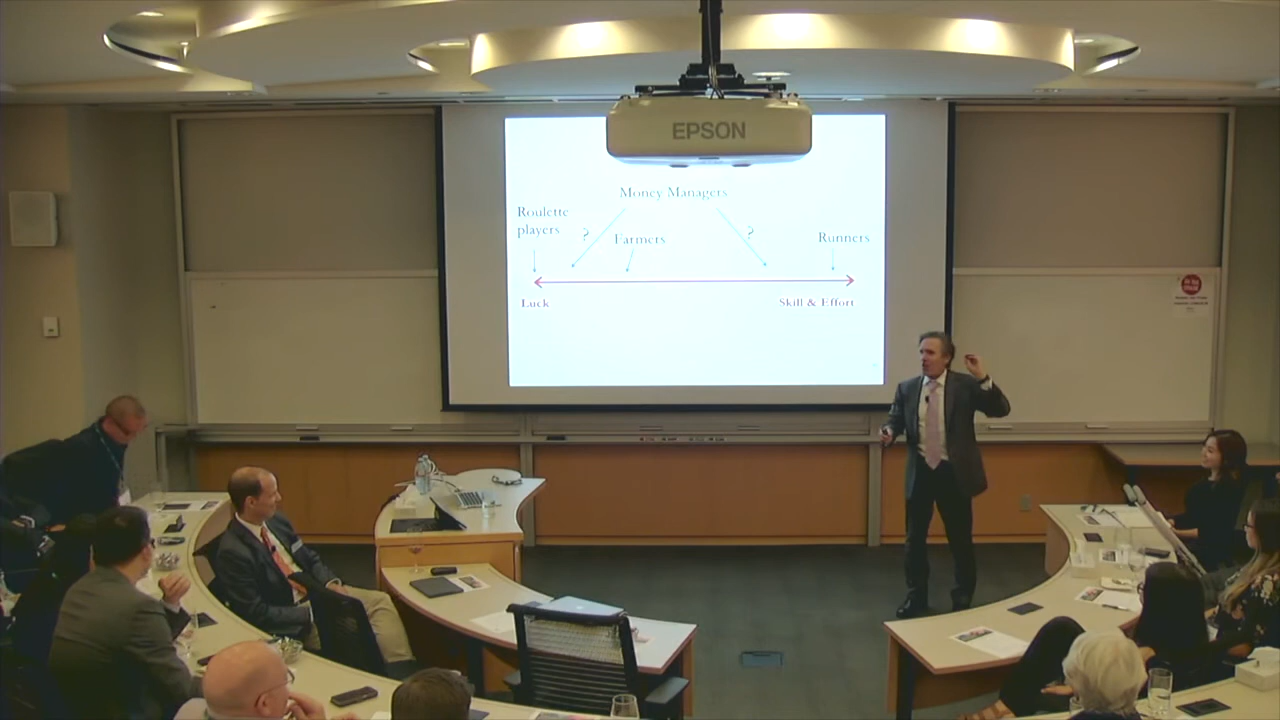 EPSON
Money Managers
Roulette
players
?
Farmers
?
Runners
Luck
Skill & Effort